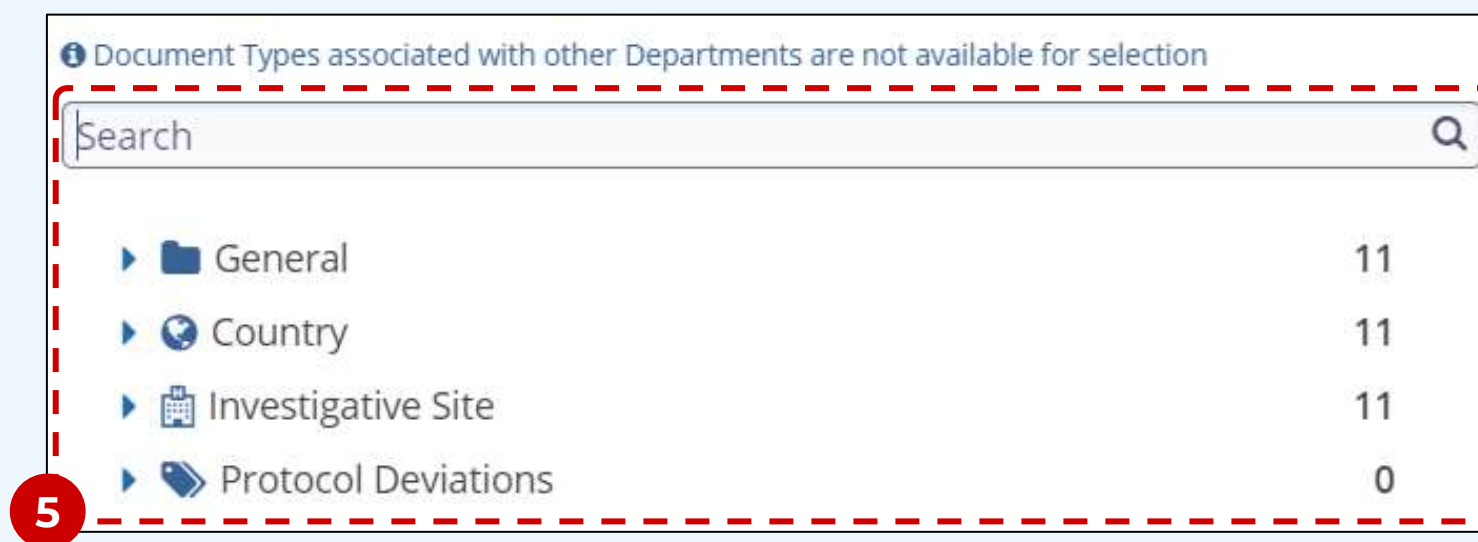 Document Types associated with other Departments are not available for selection
Search
General 11
Country 11
Investigative Site 11
Protocol Deviations 0
5